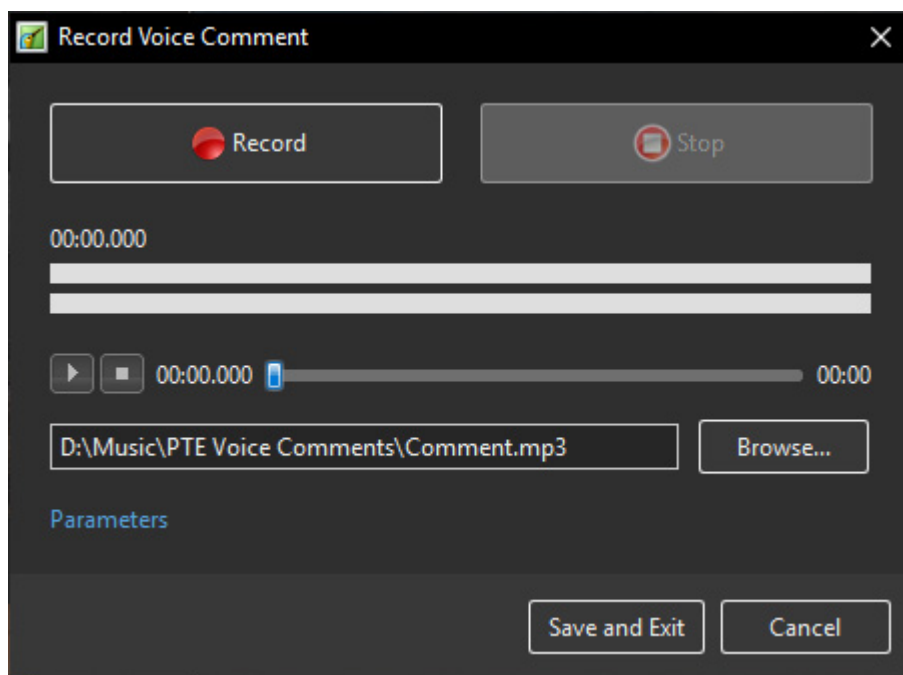 Record Voice Comment
Record
Stop
00:00.000
00:00.000
00:00
D:\Music\PTE Voice Comments\Comment.mp3
Browse...
Parameters
Save and Exit
Cancel